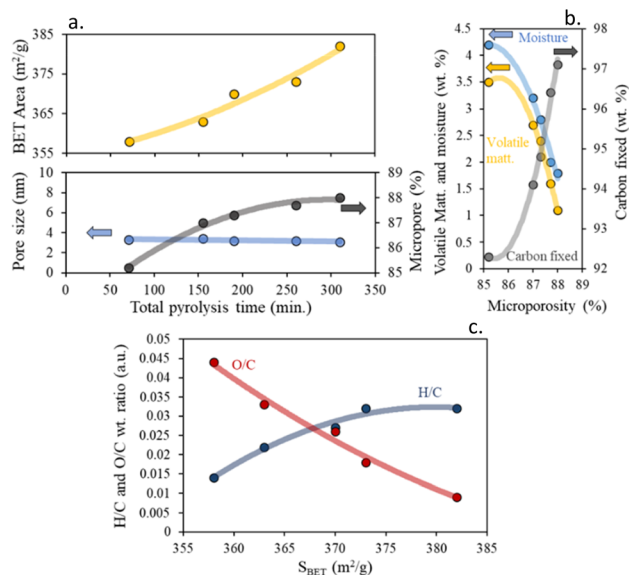 a.
BET Area (m²/g)
385
375
365
355
Pore size (nm)
10
8
6
4
2
0
89
88
87
86
85
Micropore (%)
0 50 100 150 200 250 300 350
Total pyrolysis time (min.)
b.
Volatile Matt. and moisture (wt. %)
4.5
4
3.5
3
2.5
2
1.5
1
0.5
0
Moisture
Volatile
matt.
Carbon fixed
98
97
96
95
94
93
92
Carbon fixed (wt. %)
85 86 87 88 89
Microporosity (%)
c.
H/C and O/C wt. ratio (a.u.)
0.045
0.04
0.035
0.03
0.025
0.02
0.015
0.01
0.005
0
O/C
H/C
355 360 365 370 375 380 385
S_BET (m²/g)